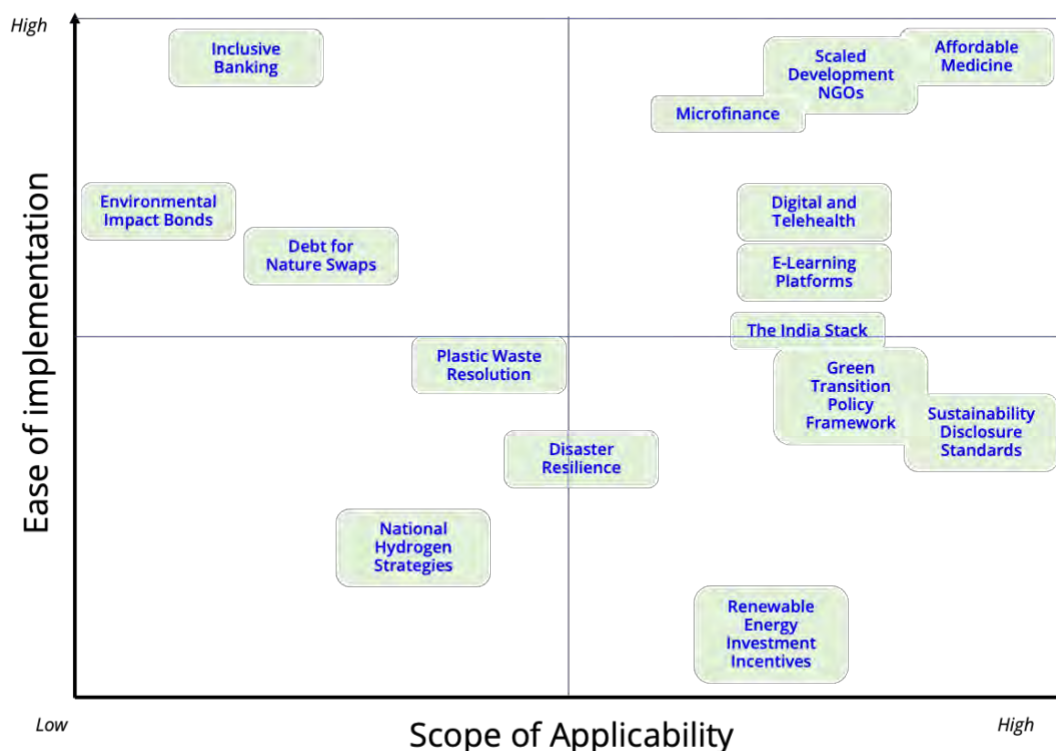 High
Inclusive
Banking
Scaled
Development
NGOs
Affordable
Medicine
Microfinance
Environmental
Impact Bonds
Debt for
Nature Swaps
Digital and
Telehealth
E-Learning
Platforms
The India Stack
Plastic Waste
Resolution
Green
Transition
Policy
Framework
Sustainability
Disclosure
Standards
Disaster
Resilience
National
Hydrogen
Strategies
Renewable
Energy
Investment
Incentives
Ease of implementation
Low
Scope of Applicability
High